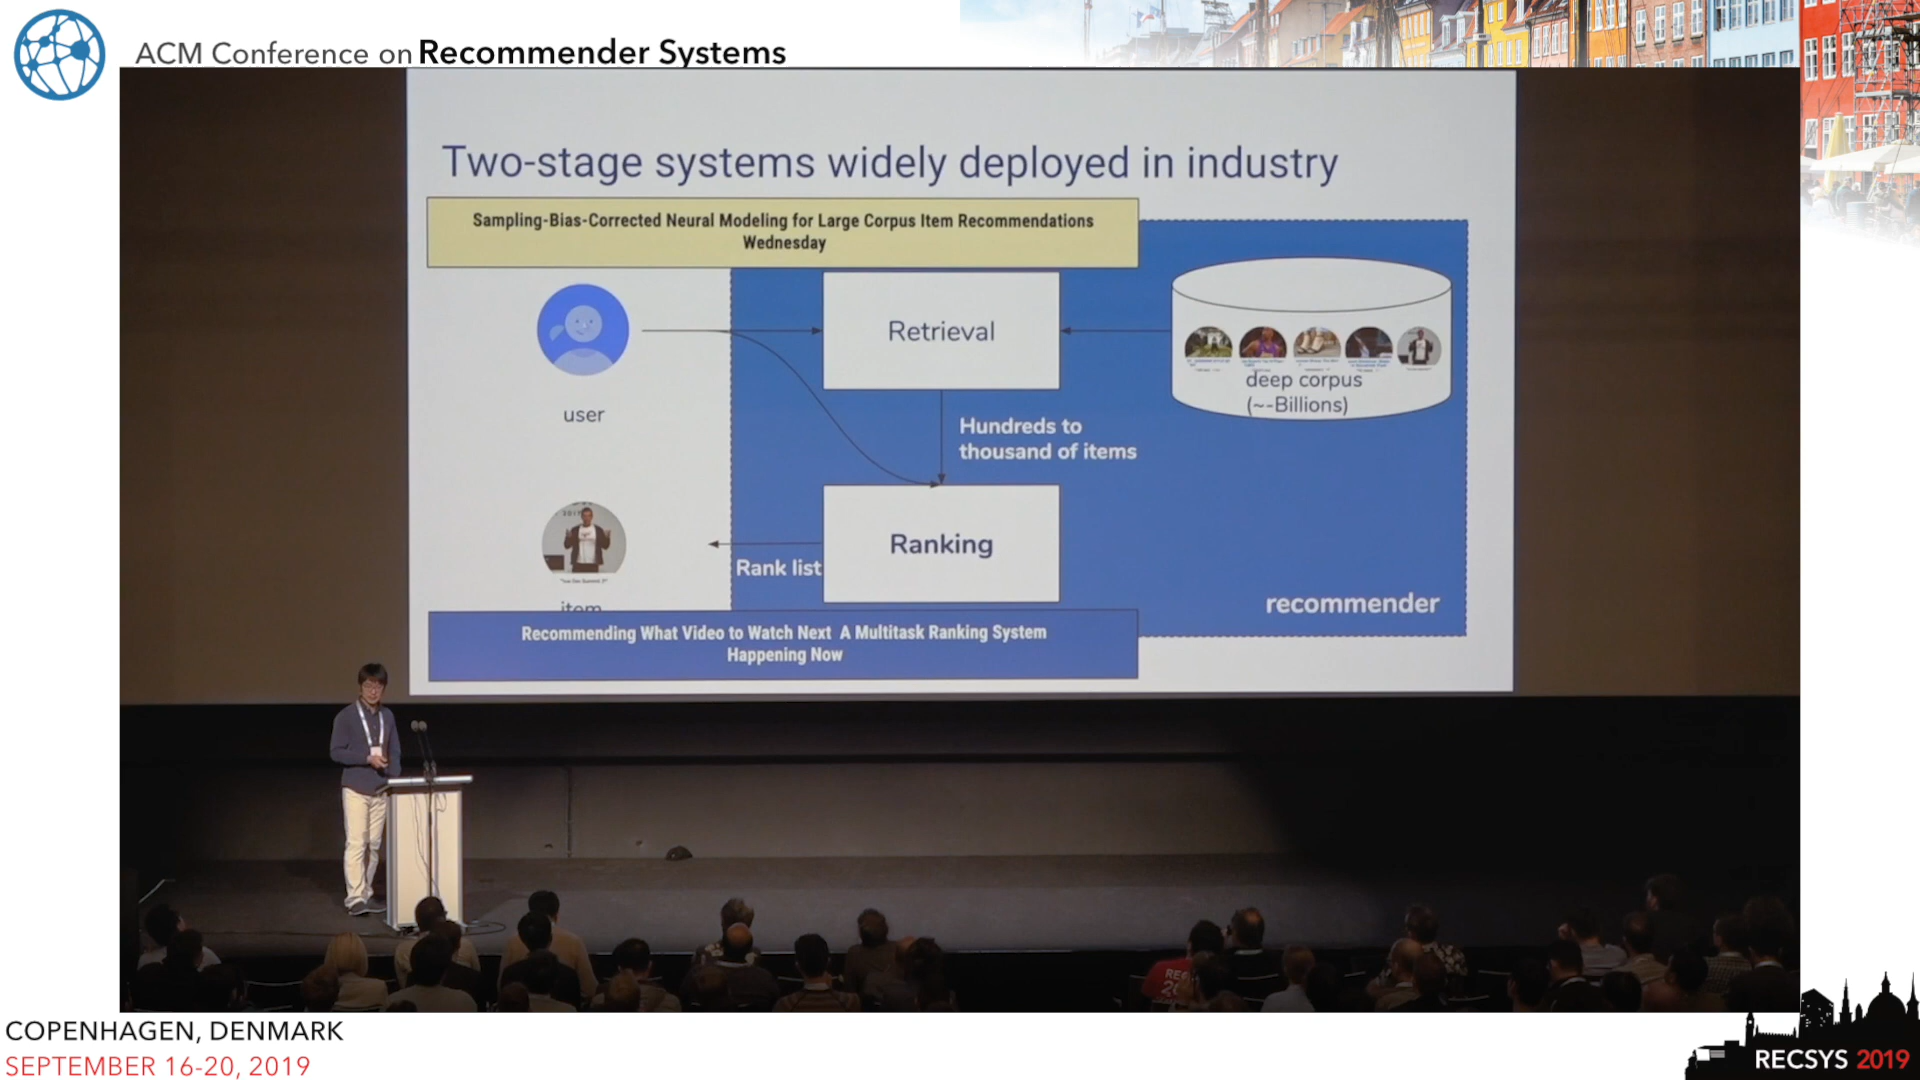 ACM Conference on Recommender Systems
Two-stage systems widely deployed in industry
Sampling-Bias-Corrected Neural Modeling for Large Corpus Item Recommendations
Wednesday
Retrieval
user
deep corpus
(~-Billions)
Hundreds to
thousand of items
2017
Ranking
Rank list
item
recommender
Recommending What Video to Watch Next A Multitask Ranking System
Happening Now
COPENHAGEN, DENMARK
SEPTEMBER 16-20, 2019
RECSYS 2019